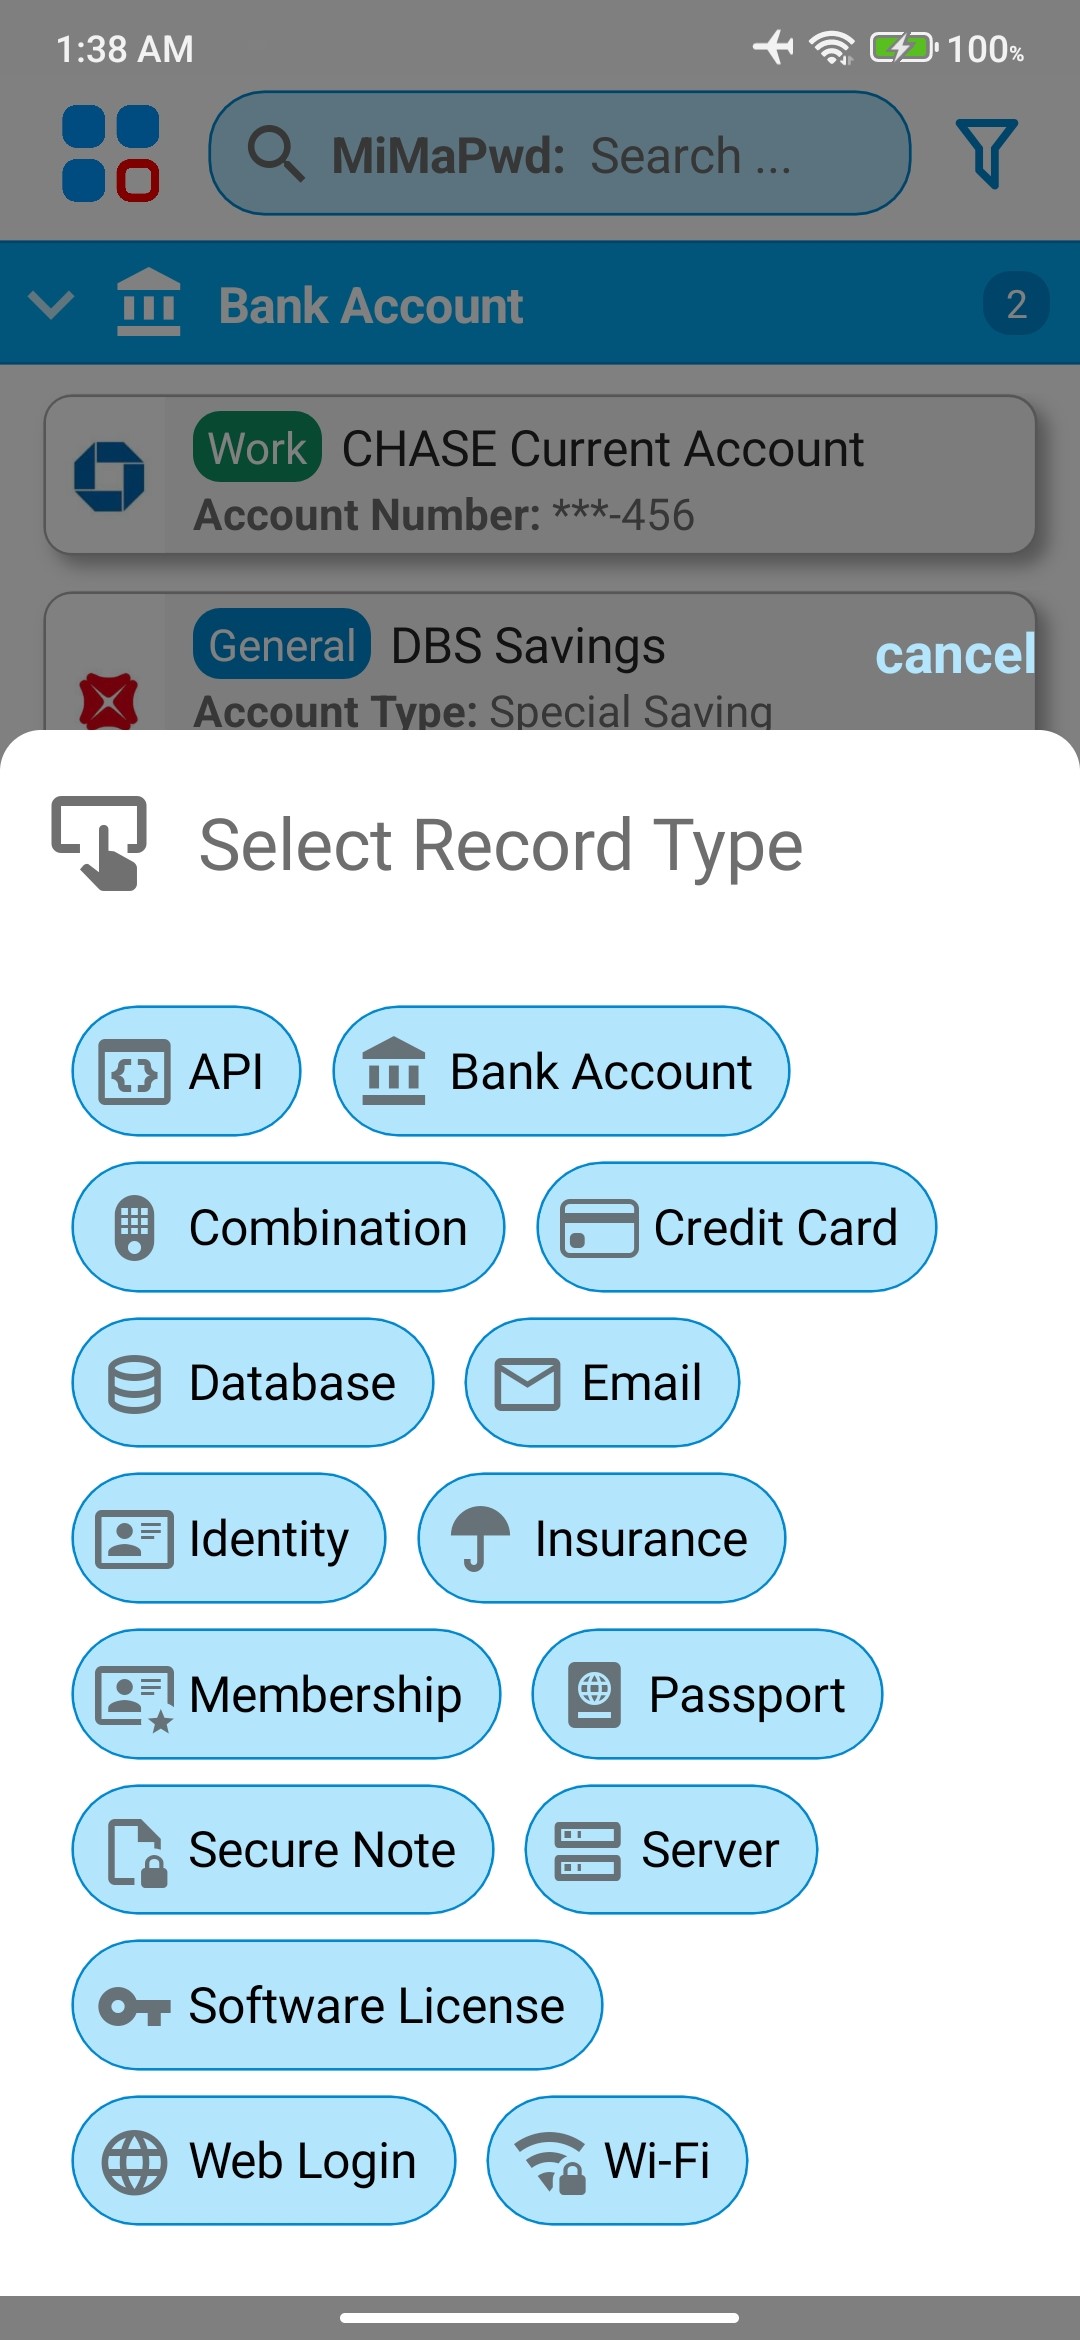 1:38 AM 100%
MiMaPwd: Search ...
Bank Account 2
Work CHASE Current Account
Account Number: ***-456
General DBS Savings
cancel
Account Type: Special Saving
Select Record Type
API Bank Account
Combination Credit Card
Database Email
Identity Insurance
Membership Passport
Secure Note Server
Software License
Web Login Wi-Fi